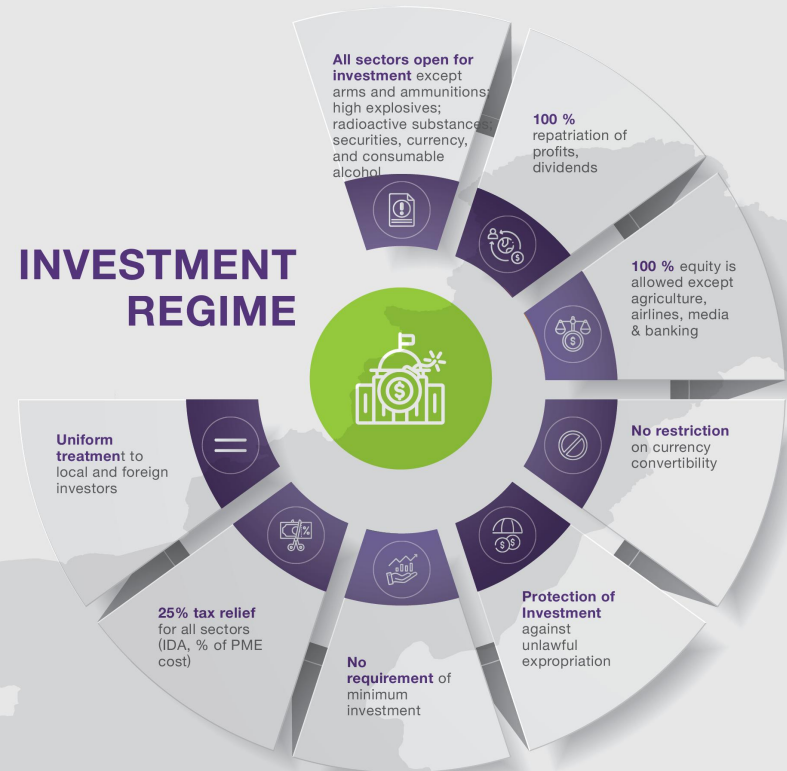 INVESTMENT
REGIME
All sectors open for
investment except
arms and ammunitions;
high explosives;
radioactive substances;
securities, currency,
and consumable
alcohol
100 %
repatriation of
profits,
dividends
100 % equity is
allowed except
agriculture,
airlines, media
& banking
No restriction
on currency
convertibility
Protection of
Investment
against
unlawful
expropriation
No
requirement of
minimum
investment
25% tax relief
for all sectors
(IDA, % of PME
cost)
Uniform
treatment to
local and foreign
investors